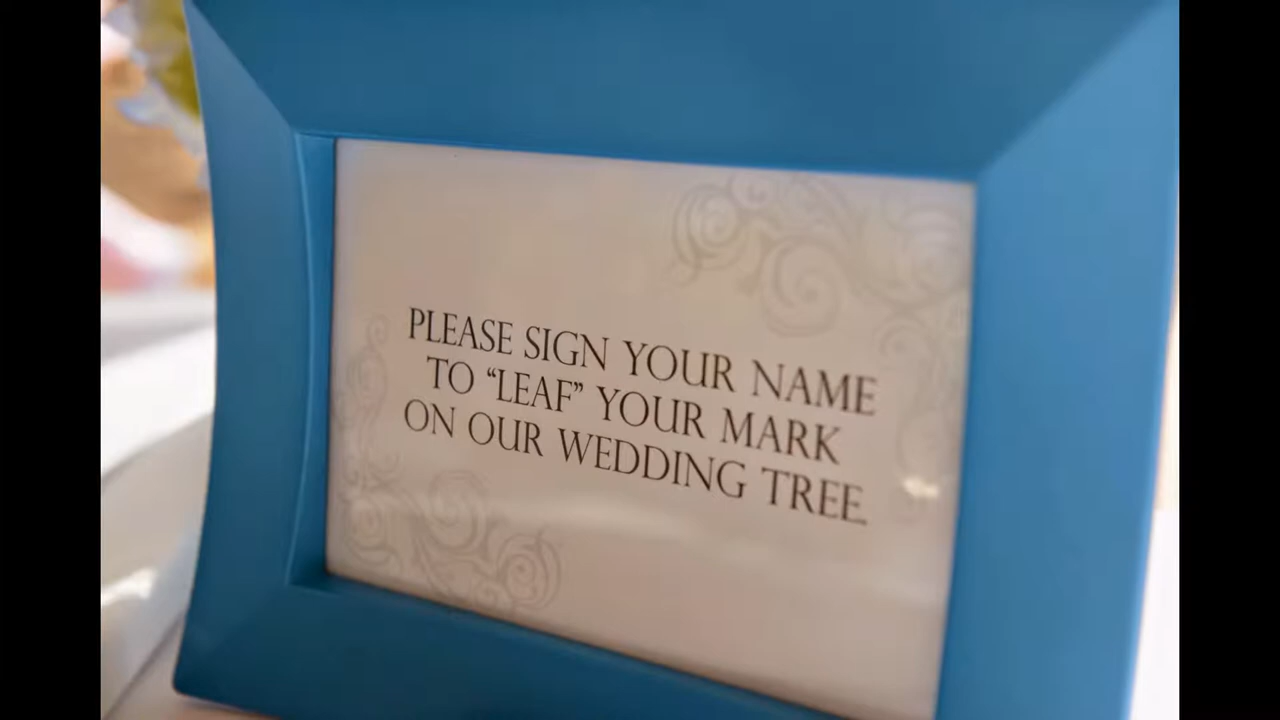 PLEASE SIGN YOUR NAME
TO “LEAF” YOUR MARK
ON OUR WEDDING TREE.